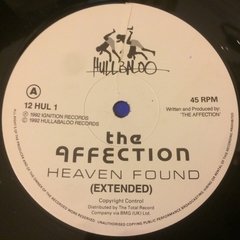 HULLABALOO
A
12 HUL 1
℗ 1992 IGNITION RECORDS
© 1992 HULLABALOO RECORDS
45 RPM
Written and Produced by:
'THE AFFECTION'
the
AFFECTION
HEAVEN FOUND
(EXTENDED)
Copyright Control
Distributed by The Total Record
Company via BMG (UK) Ltd.